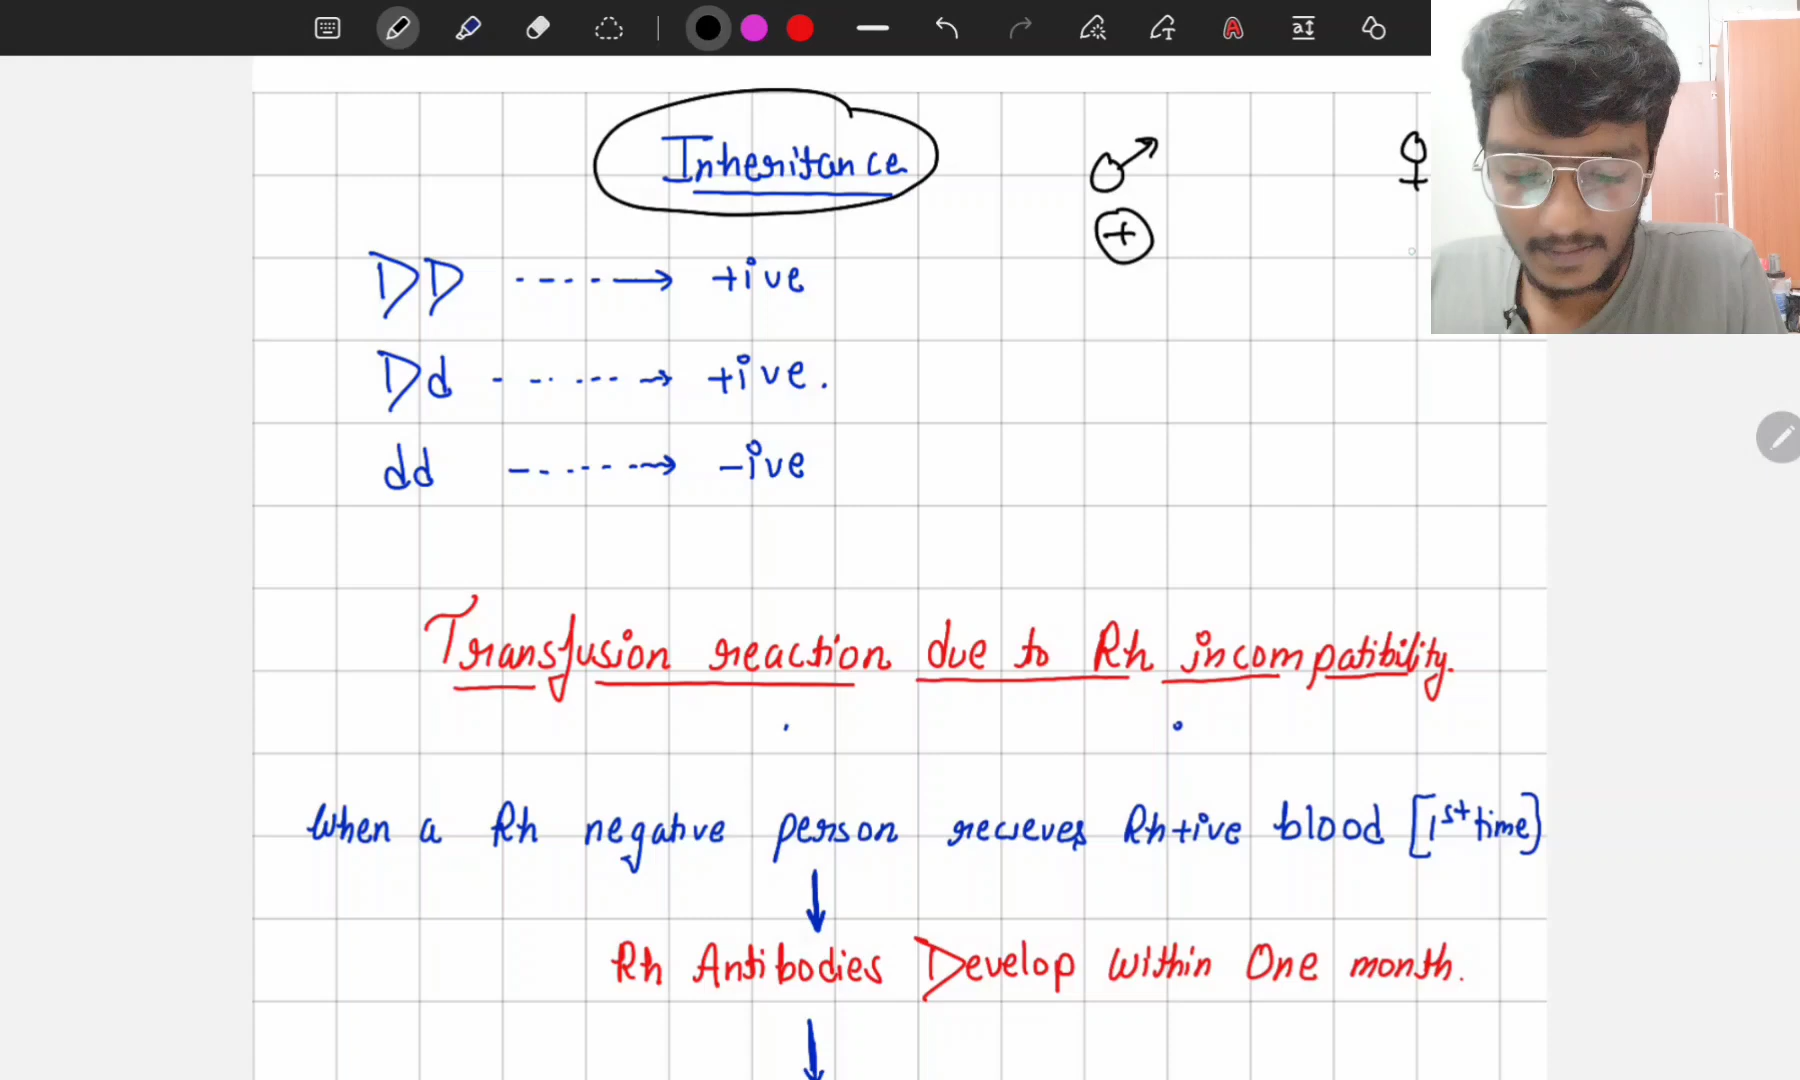 Inheritance
DD -----> +ive
Dd -----> +ive.
dd -----> -ive
Transfusion reaction due to Rh incompatibility.
When a Rh negative person recieves Rh+ive blood [1st time]
Rh Antibodies Develop within One month.